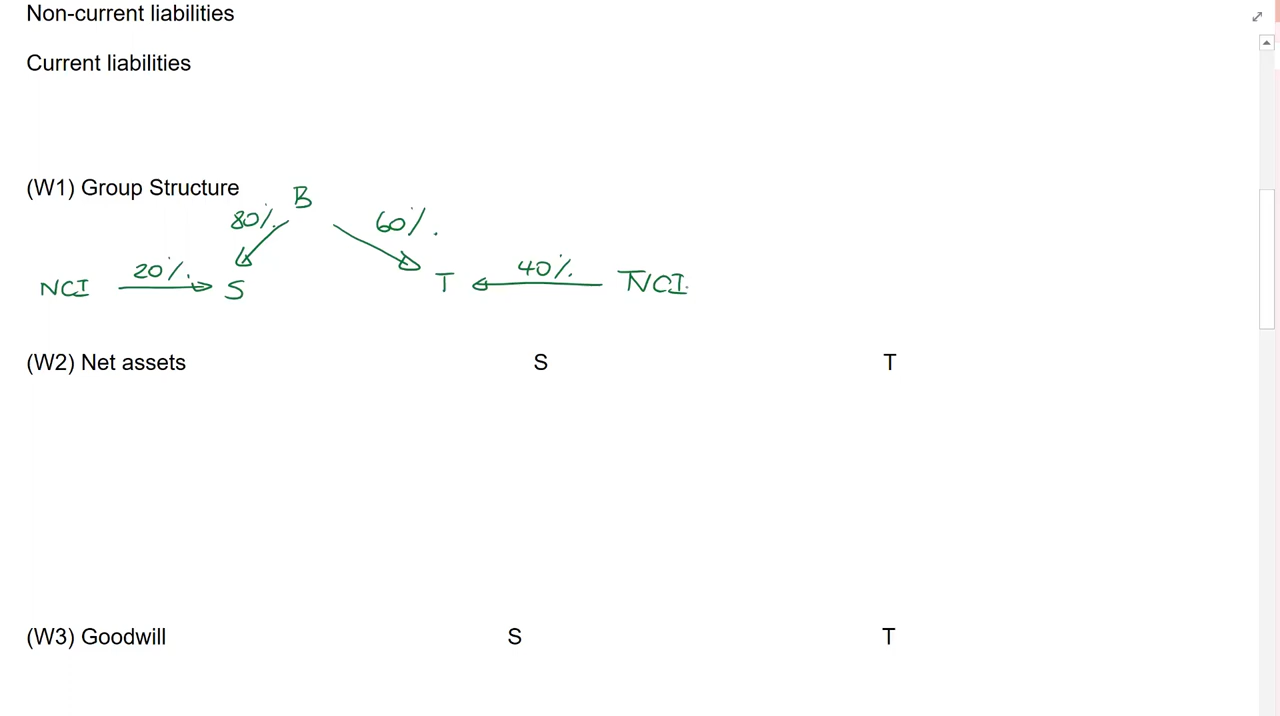 Non-current liabilities
Current liabilities
(W1) Group Structure
B
80%. 60%.
NCI 20%. S T 40%. NCI.
(W2) Net assets S T
(W3) Goodwill S T